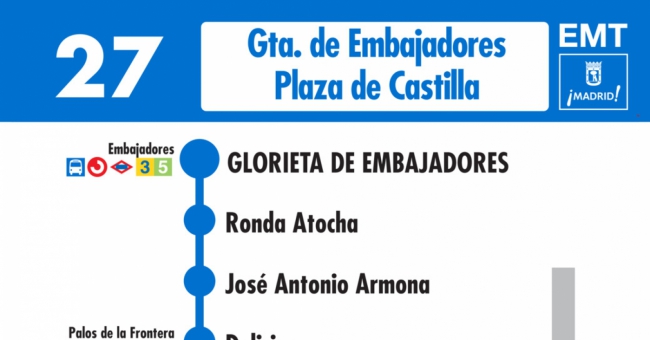 27
Gta. de Embajadores
Plaza de Castilla
EMT
¡MADRID!
Embajadores
3 5
GLORIETA DE EMBAJADORES
Ronda Atocha
José Antonio Armona
Palos de la Frontera